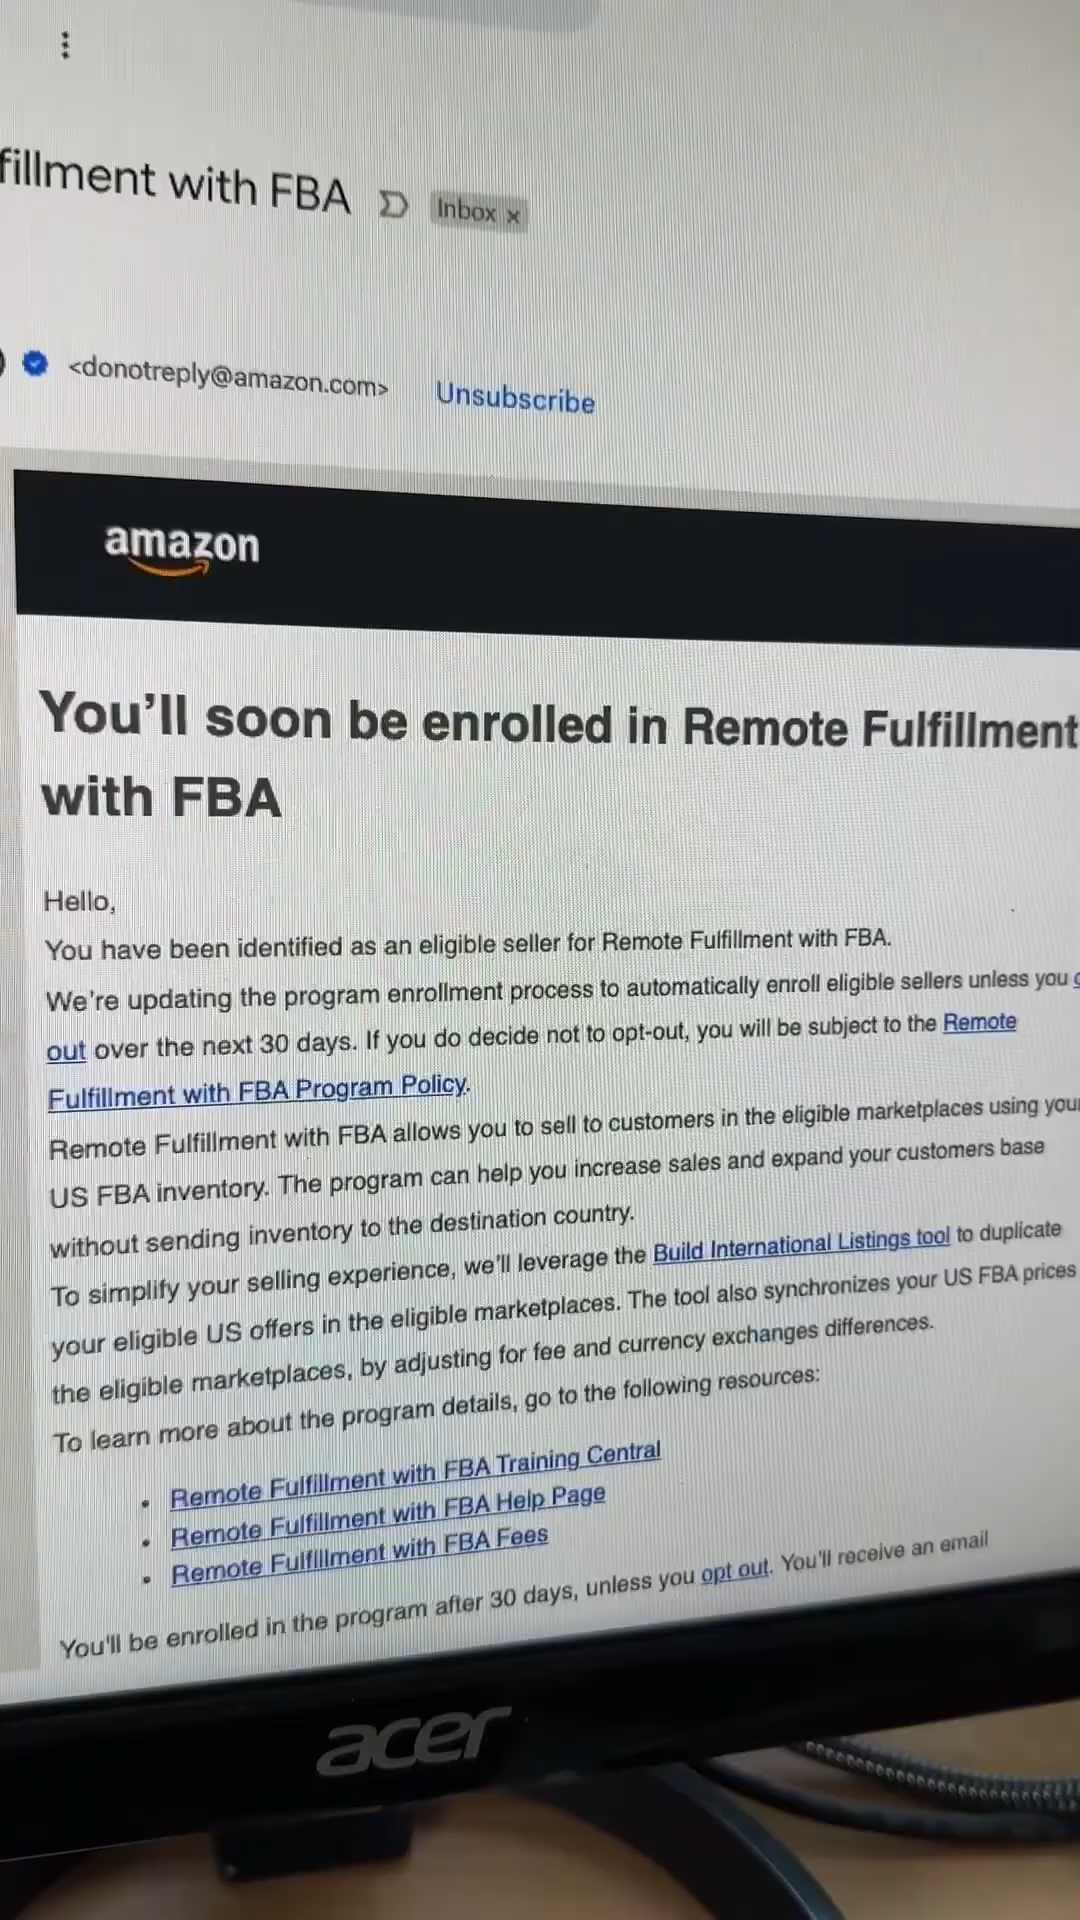 fillment with FBA Inbox x
<donotreply@amazon.com> Unsubscribe
amazon
You'll soon be enrolled in Remote Fulfillment
with FBA
Hello,
You have been identified as an eligible seller for Remote Fulfillment with FBA.
We're updating the program enrollment process to automatically enroll eligible sellers unless you
out over the next 30 days. If you do decide not to opt-out, you will be subject to the Remote
Fulfillment with FBA Program Policy.
Remote Fulfillment with FBA allows you to sell to customers in the eligible marketplaces using your
US FBA inventory. The program can help you increase sales and expand your customers base
without sending inventory to the destination country.
To simplify your selling experience, we'll leverage the Build International Listings tool to duplicate
your eligible US offers in the eligible marketplaces. The tool also synchronizes your US FBA prices
the eligible marketplaces, by adjusting for fee and currency exchanges differences.
To learn more about the program details, go to the following resources:
• Remote Fulfillment with FBA Training Central
• Remote Fulfillment with FBA Help Page
• Remote Fulfillment with FBA Fees
You'll be enrolled in the program after 30 days, unless you opt out. You'll receive an email
acer